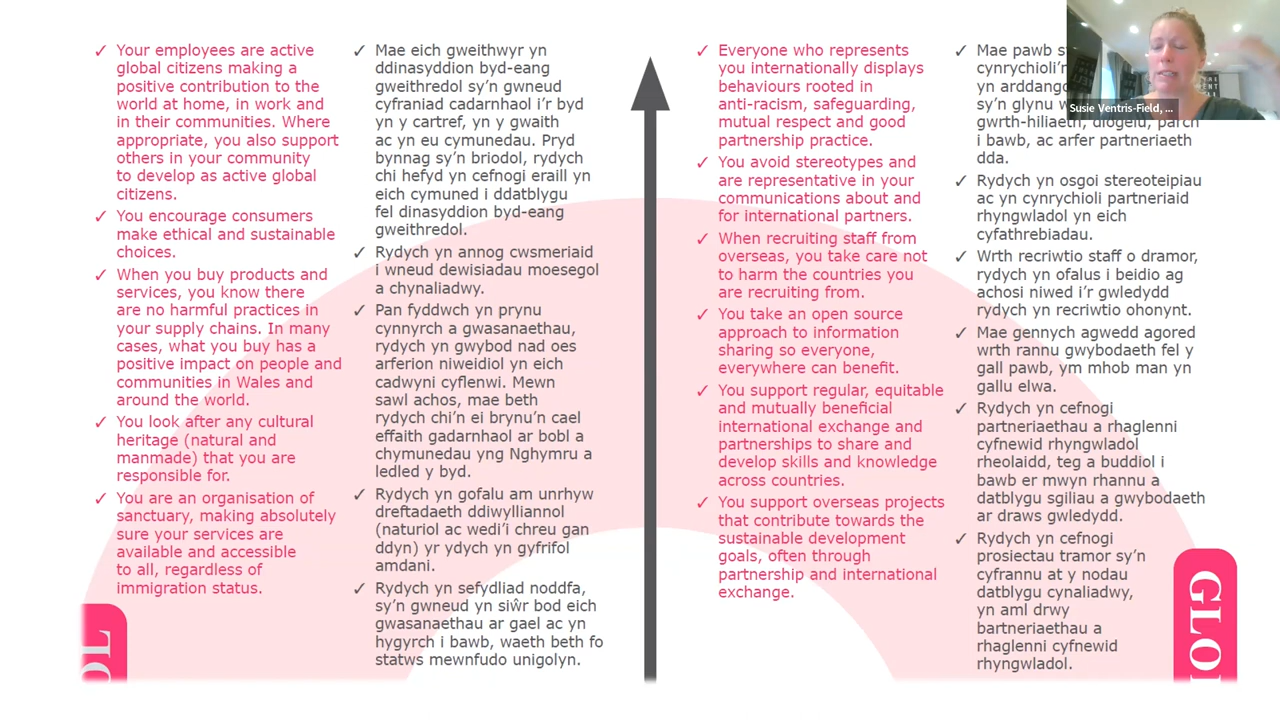 ✓ Your employees are active
global citizens making a
positive contribution to the
world at home, in work and
in their communities. Where
appropriate, you also support
others in your community
to develop as active global
citizens.
✓ You encourage consumers
make ethical and sustainable
choices.
✓ When you buy products and
services, you know there
are no harmful practices in
your supply chains. In many
cases, what you buy has a
positive impact on people and
communities in Wales and
around the world.
✓ You look after any cultural
heritage (natural and
manmade) that you are
responsible for.
✓ You are an organisation of
sanctuary, making absolutely
sure your services are
available and accessible
to all, regardless of
immigration status.
✓ Mae eich gweithwyr yn
ddinasyddion byd-eang
gweithredol sy’n gwneud
cyfraniad cadarnhaol i’r byd
yn y cartref, yn y gwaith
ac yn eu cymunedau. Pryd
bynnag sy’n briodol, rydych
chi hefyd yn cefnogi eraill yn
eich cymuned i ddatblygu
fel dinasyddion byd-eang
gweithredol.
✓ Rydych yn annog cwsmeriaid
i wneud dewisiadau moesegol
a chynaliadwy.
✓ Pan fyddwch yn prynu
cynnyrch a gwasanaethau,
rydych yn gwybod nad oes
arferion niweidiol yn eich
cadwyni cyflenwi. Mewn
sawl achos, mae beth
rydych chi’n ei brynu’n cael
effaith gadarnhaol ar bobl a
chymunedau yng Nghymru a
ledled y byd.
✓ Rydych yn gofalu am unrhyw
dreftadaeth ddiwylliannol
(naturiol ac wedi’i chreu gan
ddyn) yr ydych yn gyfrifol
amdani.
✓ Rydych yn sefydliad noddfa,
sy’n gwneud yn siŵr bod eich
gwasanaethau ar gael ac yn
hygyrch i bawb, waeth beth fo
statws mewnfudo unigolyn.
✓ Everyone who represents
you internationally displays
behaviours rooted in
anti-racism, safeguarding,
mutual respect and good
partnership practice.
✓ You avoid stereotypes and
are representative in your
communications about and
for international partners.
✓ When recruiting staff from
overseas, you take care not
to harm the countries you
are recruiting from.
✓ You take an open source
approach to information
sharing so everyone,
everywhere can benefit.
✓ You support regular, equitable
and mutually beneficial
international exchange and
partnerships to share and
develop skills and knowledge
across countries.
✓ You support overseas projects
that contribute towards the
sustainable development
goals, often through
partnership and international
exchange.
✓ Mae pawb
cynrychioli’r
yn
sy’n glynu
gwrth-hiliaeth, diogelu, parch
i bawb, ac arfer partneriaeth
dda.
✓ Rydych yn osgoi stereoteipiau
ac yn cynrychioli partneriaid
rhyngwladol yn eich
cyfathrebiadau.
✓ Wrth recriwtio staff o dramor,
rydych yn ofalus i beidio ag
achosi niwed i’r gwledydd
rydych yn recriwtio ohonynt.
✓ Mae gennych agwedd agored
wrth rannu gwybodaeth fel y
gall pawb, ym mhob man yn
gallu elwa.
✓ Rydych yn cefnogi
partneriaethau a rhaglenni
cyfnewid rhyngwladol
rheolaidd, teg a buddiol i
bawb er mwyn rhannu a
datblygu sgiliau a gwybodaeth
ar draws gwledydd.
✓ Rydych yn cefnogi
prosiectau tramor sy’n
cyfrannu at y nodau
datblygu cynaliadwy,
yn aml drwy
bartneriaethau a
rhaglenni cyfnewid
rhyngwladol.
Susie Ventris-Field, ...